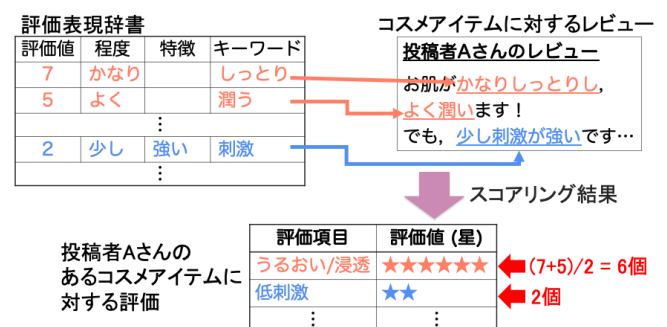 評価表現辞書
評価値 程度 特徴 キーワード
7 かなり しっとり
5 よく 潤う
⋮
2 少し 強い 刺激
⋮
コスメアイテムに対するレビュー
投稿者Aさんのレビュー
お肌がかなりしっとりし,
よく潤います！
でも，少し刺激が強いです…
スコアリング結果
投稿者Aさんの
あるコスメアイテムに
対する評価
評価項目 評価値 (星)
うるおい/浸透 ★★★★★★
低刺激 ★★
⋮ ⋮
(7+5)/2 = 6個
2個